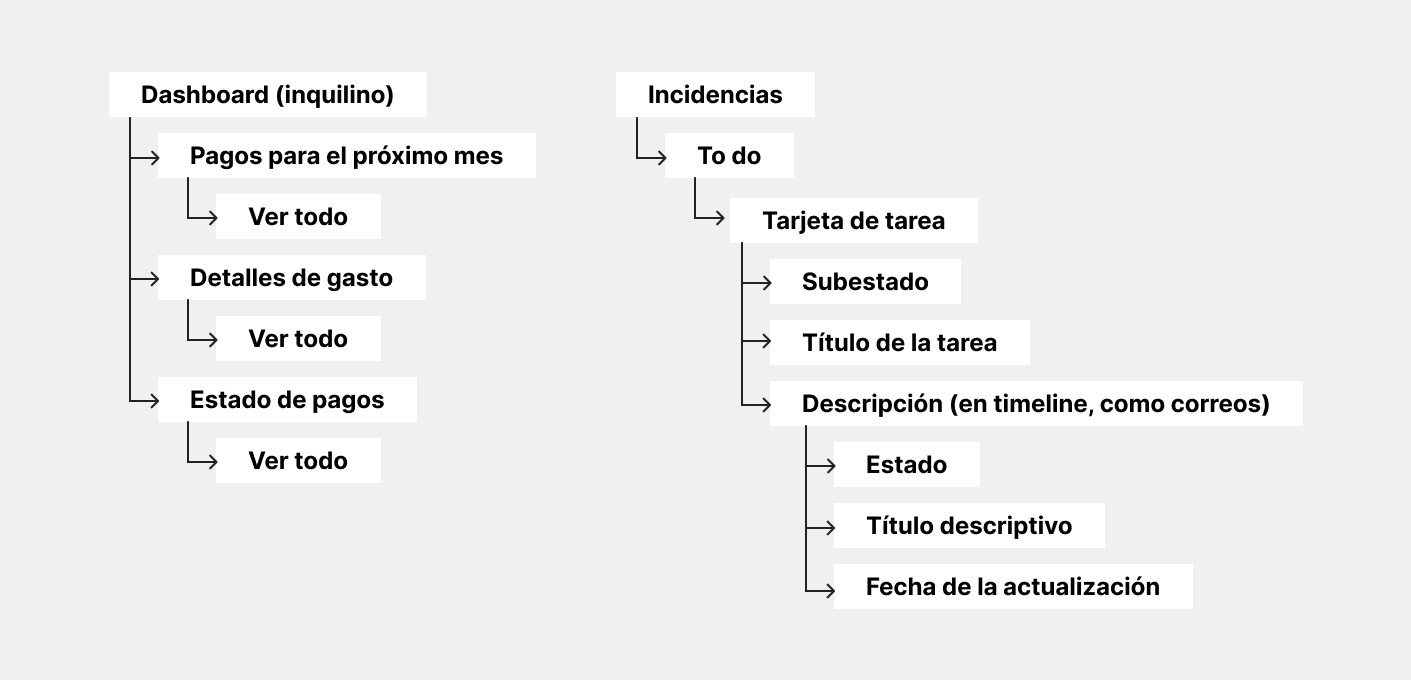 Dashboard (inquilino)
Pagos para el próximo mes
Ver todo
Detalles de gasto
Ver todo
Estado de pagos
Ver todo
Incidencias
To do
Tarjeta de tarea
Subestado
Título de la tarea
Descripción (en timeline, como correos)
Estado
Título descriptivo
Fecha de la actualización